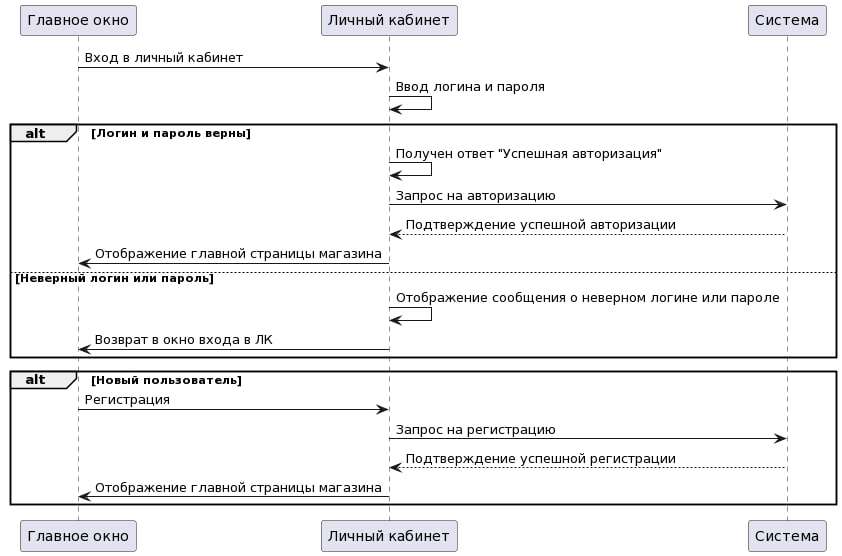 Главное окно Личный кабинет Система
Вход в личный кабинет
Ввод логина и пароля
alt [Логин и пароль верны]
Получен ответ "Успешная авторизация"
Запрос на авторизацию
Подтверждение успешной авторизации
Отображение главной страницы магазина
[Неверный логин или пароль]
Отображение сообщения о неверном логине или пароле
Возврат в окно входа в ЛК
alt [Новый пользователь]
Регистрация
Запрос на регистрацию
Подтверждение успешной регистрации
Отображение главной страницы магазина
Главное окно Личный кабинет Система